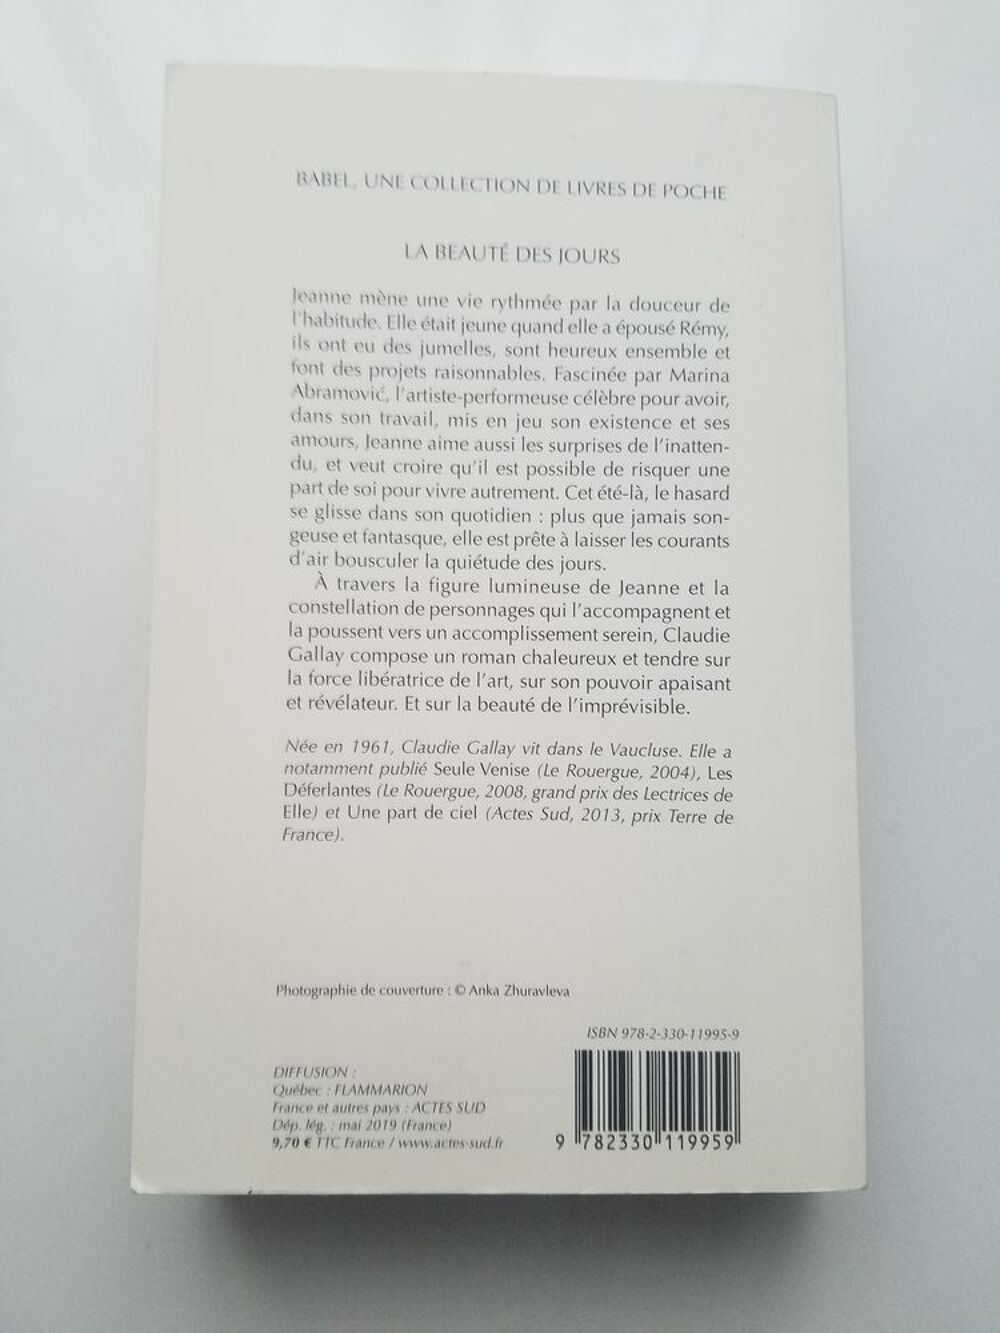 BABEL, UNE COLLECTION DE LIVRES DE POCHE
LA BEAUTÉ DES JOURS
Jeanne mène une vie rythmée par la douceur de
l'habitude. Elle était jeune quand elle a épousé Rémy,
ils ont eu des jumelles, sont heureux ensemble et
font des projets raisonnables. Fascinée par Marina
Abramović, l'artiste-performeuse célèbre pour avoir,
dans son travail, mis en jeu son existence et ses
amours, Jeanne aime aussi les surprises de l'inatten-
du, et veut croire qu'il est possible de risquer une
part de soi pour vivre autrement. Cet été-là, le hasard
se glisse dans son quotidien : plus que jamais son-
geuse et fantasque, elle est prête à laisser les courants
d'air bousculer la quiétude des jours.
À travers la figure lumineuse de Jeanne et la
constellation de personnages qui l'accompagnent et
la poussent vers un accomplissement serein, Claudie
Gallay compose un roman chaleureux et tendre sur
la force libératrice de l'art, sur son pouvoir apaisant
et révélateur. Et sur la beauté de l'imprévisible.
Née en 1961, Claudie Gallay vit dans le Vaucluse. Elle a
notamment publié Seule Venise (Le Rouergue, 2004), Les
Déferlantes (Le Rouergue, 2008, grand prix des Lectrices de
Elle) et Une part de ciel (Actes Sud, 2013, prix Terre de
France).
Photographie de couverture : © Anka Zhuravleva
ISBN 978-2-330-11995-9
DIFFUSION :
Québec : FLAMMARION
France et autres pays : ACTES SUD
Dép. lég. : mai 2019 (France)
9,70 € TTC France / www.actes-sud.fr
9 782330 119959